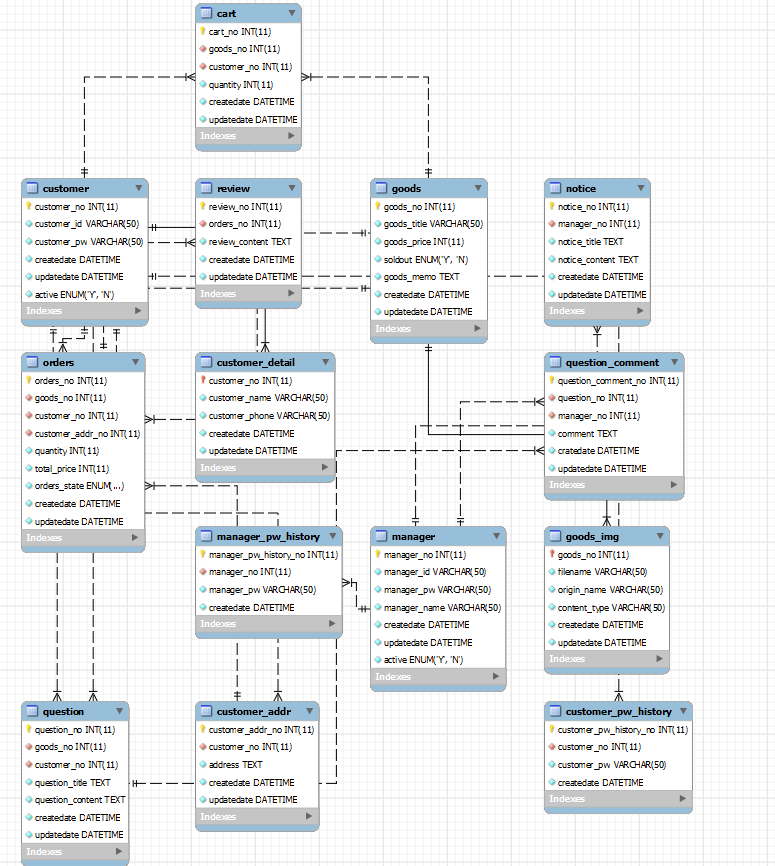 cart
cart_no INT(11)
goods_no INT(11)
customer_no INT(11)
quantity INT(11)
createdate DATETIME
updatedate DATETIME
Indexes
customer
customer_no INT(11)
customer_id VARCHAR(50)
customer_pw VARCHAR(50)
createdate DATETIME
updatedate DATETIME
active ENUM('Y', 'N')
Indexes
review
review_no INT(11)
orders_no INT(11)
review_content TEXT
createdate DATETIME
updatedate DATETIME
Indexes
goods
goods_no INT(11)
goods_title VARCHAR(50)
goods_price INT(11)
soldout ENUM('Y', 'N')
goods_memo TEXT
createdate DATETIME
updatedate DATETIME
Indexes
notice
notice_no INT(11)
manager_no INT(11)
notice_title TEXT
notice_content TEXT
createdate DATETIME
updatedate DATETIME
Indexes
orders
orders_no INT(11)
goods_no INT(11)
customer_no INT(11)
customer_addr_no INT(11)
quantity INT(11)
total_price INT(11)
orders_state ENUM(...)
createdate DATETIME
updatedate DATETIME
Indexes
customer_detail
customer_no INT(11)
customer_name VARCHAR(50)
customer_phone VARCHAR(50)
createdate DATETIME
updatedate DATETIME
Indexes
question_comment
question_comment_no INT(11)
question_no INT(11)
manager_no INT(11)
comment TEXT
cratedate DATETIME
updatedate DATETIME
Indexes
manager_pw_history
manager_pw_history_no INT(11)
manager_no INT(11)
manager_pw VARCHAR(50)
createdate DATETIME
Indexes
manager
manager_no INT(11)
manager_id VARCHAR(50)
manager_pw VARCHAR(50)
manager_name VARCHAR(50)
createdate DATETIME
updatedate DATETIME
active ENUM('Y', 'N')
Indexes
goods_img
goods_no INT(11)
filename VARCHAR(50)
origin_name VARCHAR(50)
content_type VARCHAR(50)
createdate DATETIME
updatedate DATETIME
Indexes
question
question_no INT(11)
goods_no INT(11)
customer_no INT(11)
question_title TEXT
question_content TEXT
createdate DATETIME
updatedate DATETIME
Indexes
customer_addr
customer_addr_no INT(11)
customer_no INT(11)
address TEXT
createdate DATETIME
updatedate DATETIME
Indexes
customer_pw_history
customer_pw_history_no INT(11)
customer_no INT(11)
customer_pw VARCHAR(50)
createdate DATETIME
Indexes